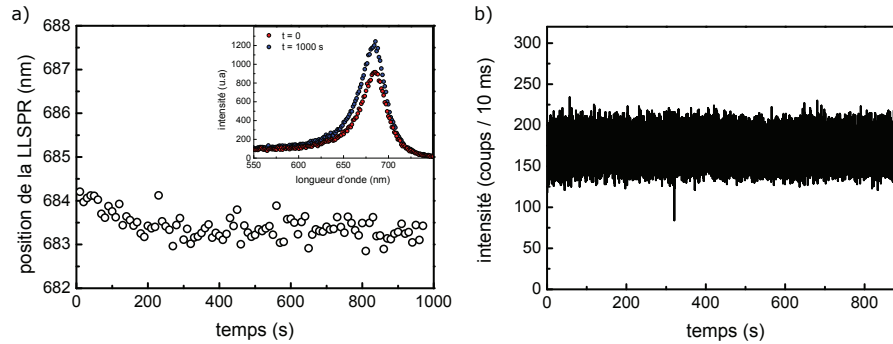 a)
position de la LLSPR (nm)
688
687
686
685
684
683
682
0 200 400 600 800 1000
temps (s)
intensité (u.a)
1200
1000
800
600
400
200
0
550 600 650 700
longueur d'onde (nm)
t = 0
t = 1000 s
b)
intensité (coups / 10 ms)
300
250
200
150
100
50
0
0 200 400 600 800
temps (s)